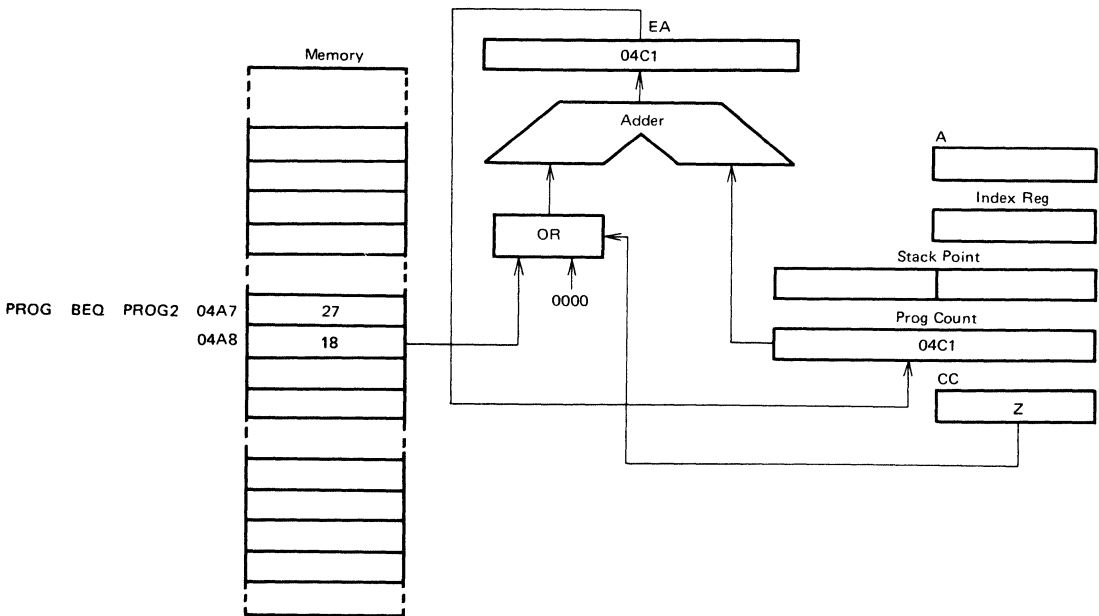 EA
04C1
Memory
Adder
A
Index Reg
OR
Stack Point
0000
PROG BEQ PROG2 04A7 27
Prog Count
04A8 18
04C1
CC
Z